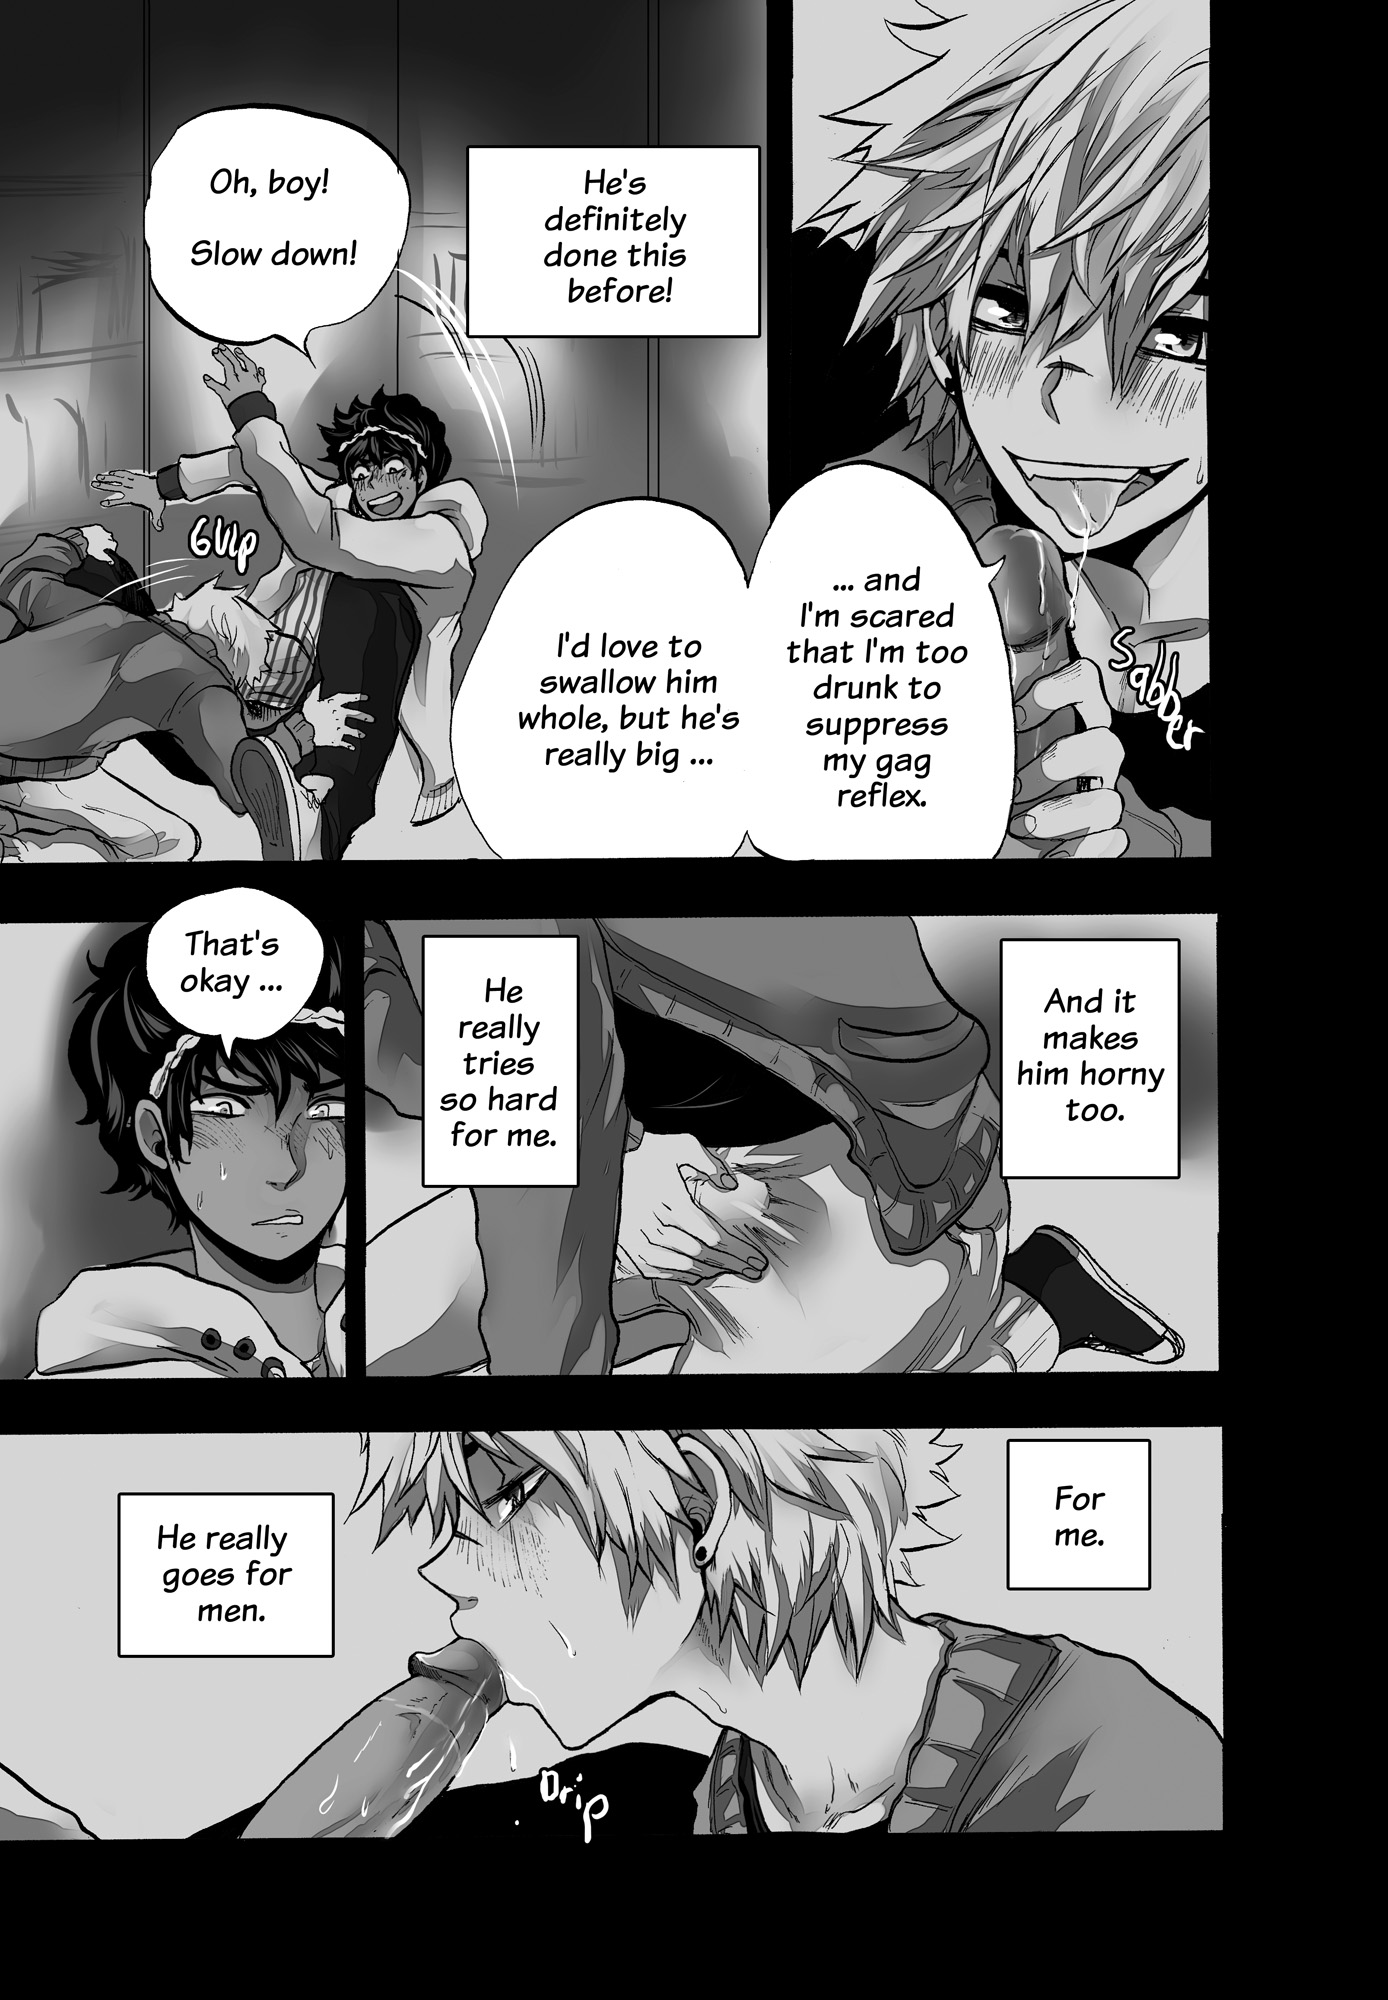 Oh, boy!
Slow down!
He's
definitely
done this
before!
Gulp
I'd love to
swallow him
whole, but he's
really big ...
... and
I'm scared
that I'm too
drunk to
suppress
my gag
reflex.
Slobber
That's
okay ...
He
really
tries
so hard
for me.
And it
makes
him horny
too.
He really
goes for
men.
For
me.
Drip